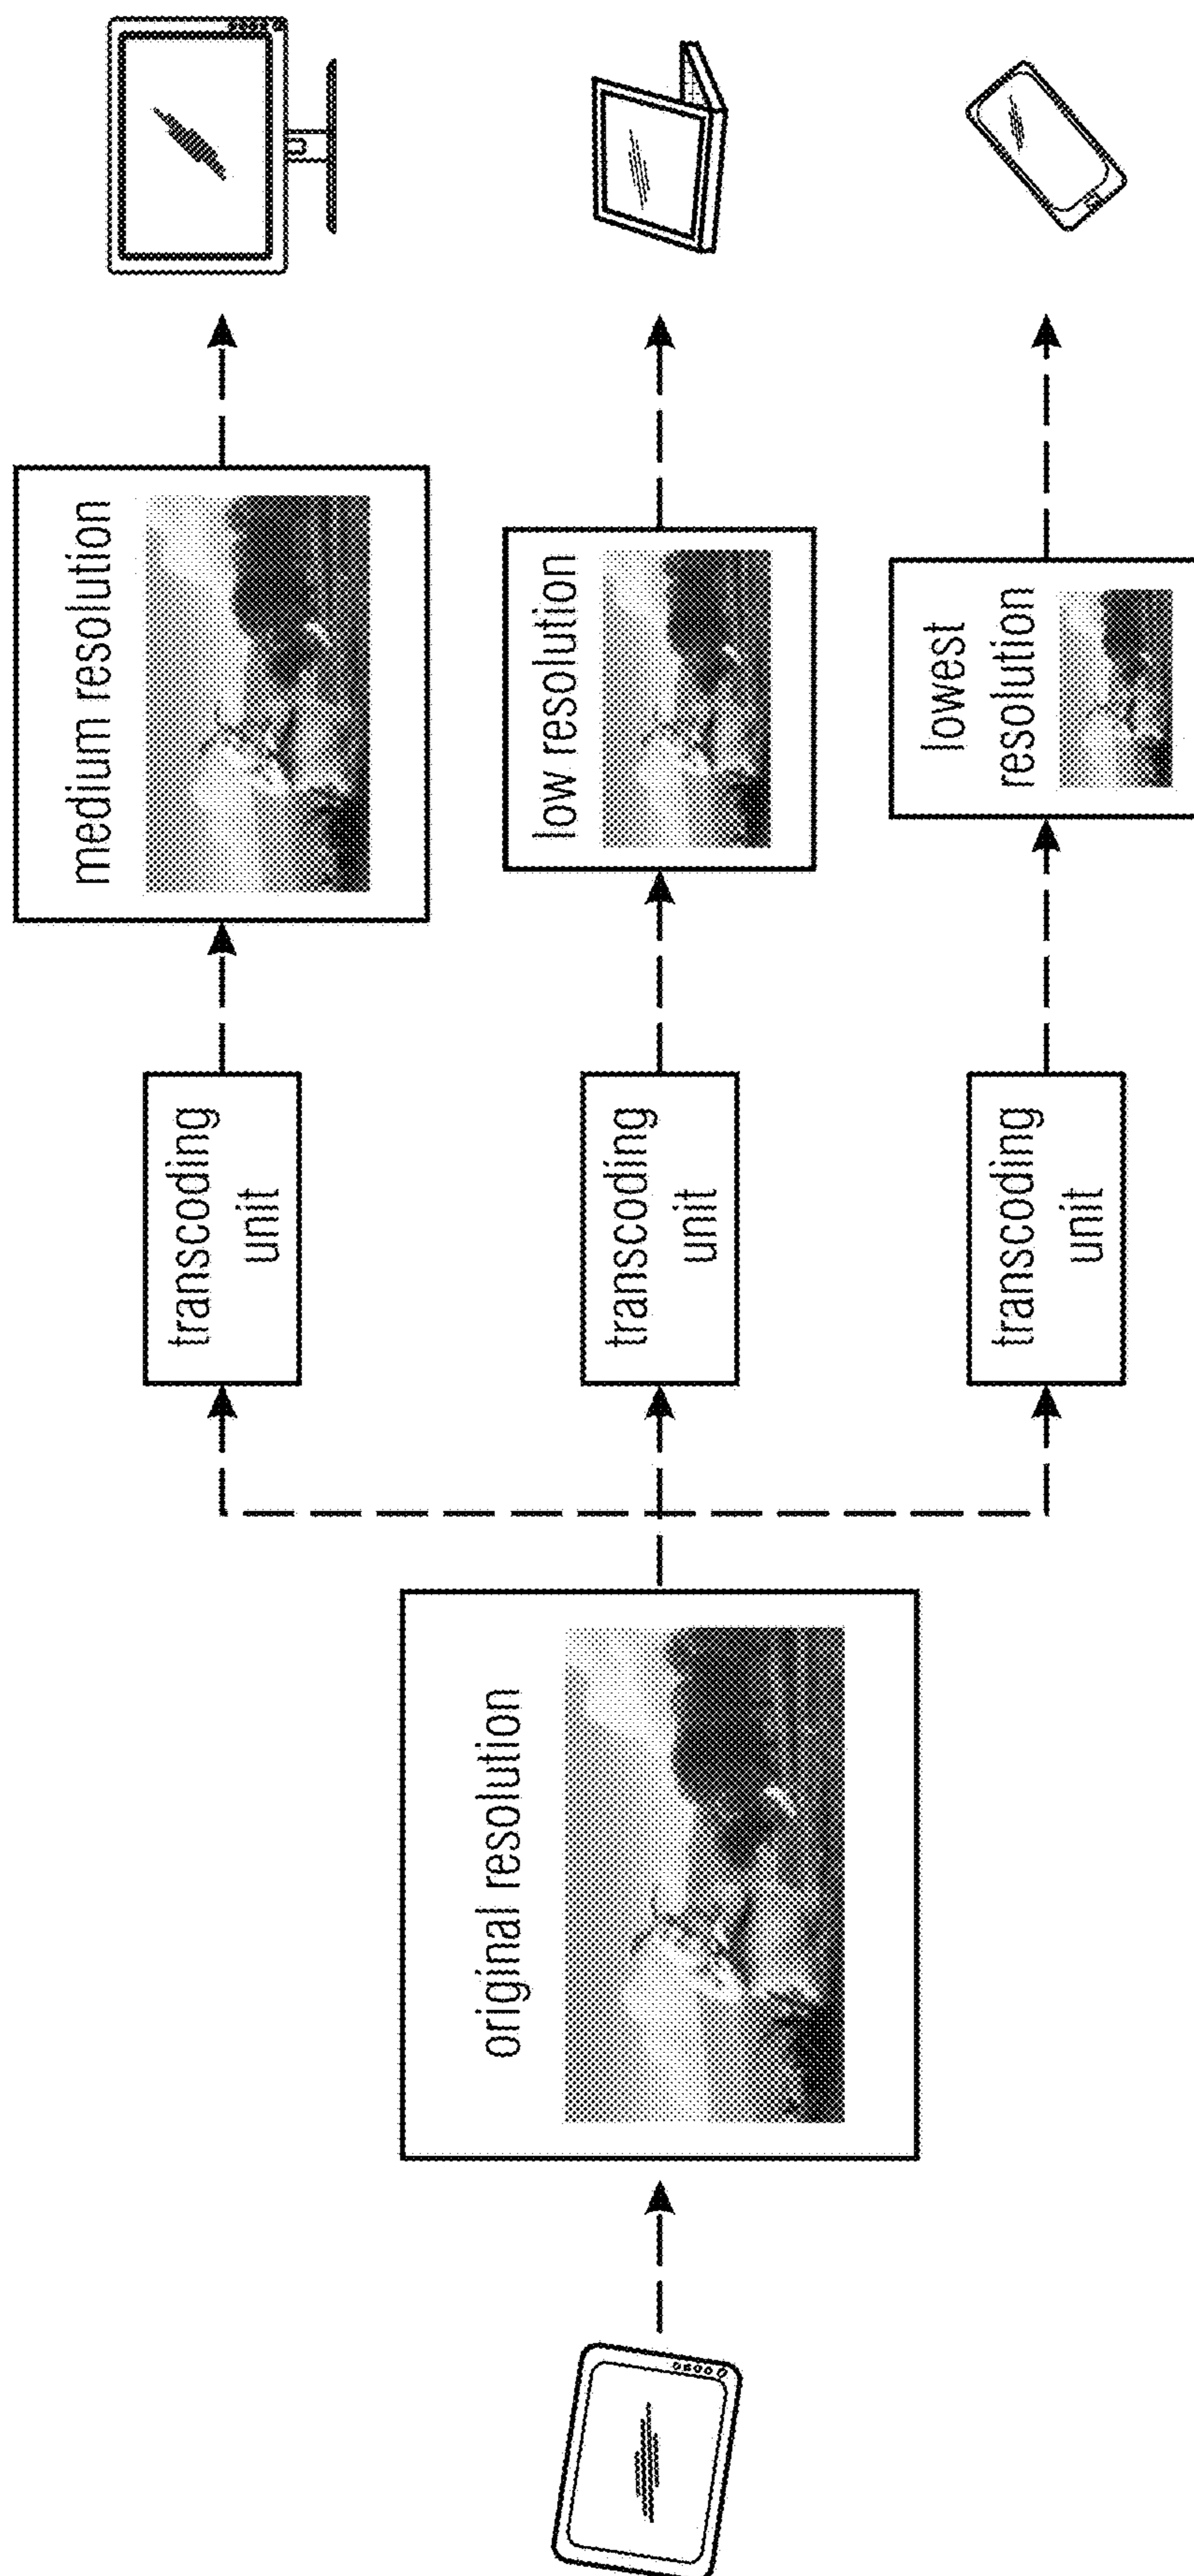 original resolution
transcoding
unit
transcoding
unit
transcoding
unit
medium resolution
low resolution
lowest
resolution